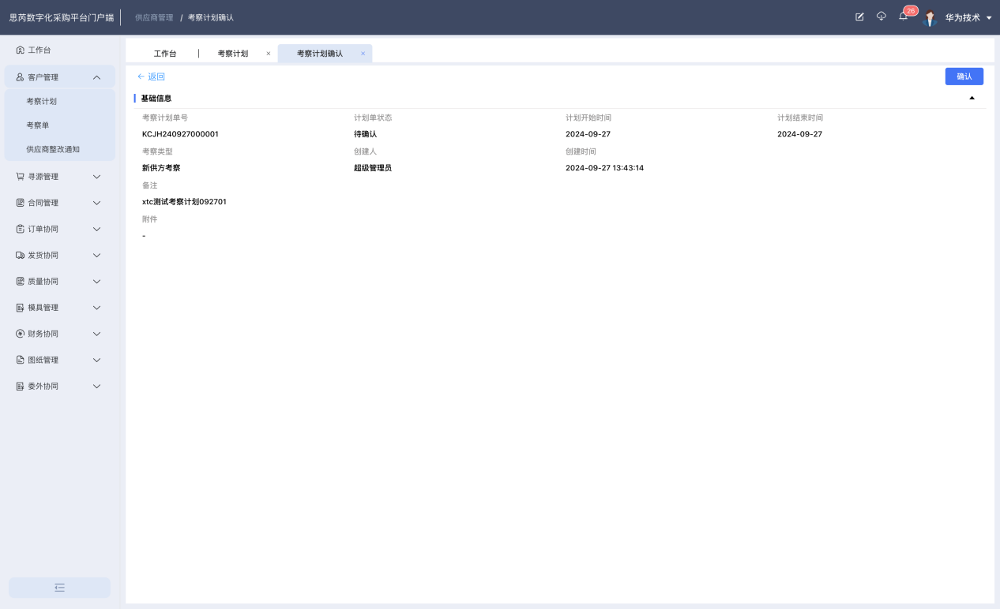 思芮数字化采购平台门户端
供应商管理 / 考察计划确认
26
华为技术
工作台
客户管理
考察计划
考察单
供应商整改通知
寻源管理
合同管理
订单协同
发货协同
质量协同
模具管理
财务协同
图纸管理
委外协同
工作台 考察计划 × 考察计划确认 ×
返回 确认
基础信息
考察计划单号 计划单状态 计划开始时间 计划结束时间
KCJH240927000001 待确认 2024-09-27 2024-09-27
考察类型 创建人 创建时间
新供方考察 超级管理员 2024-09-27 13:43:14
备注
xtc测试考察计划092701
附件
-